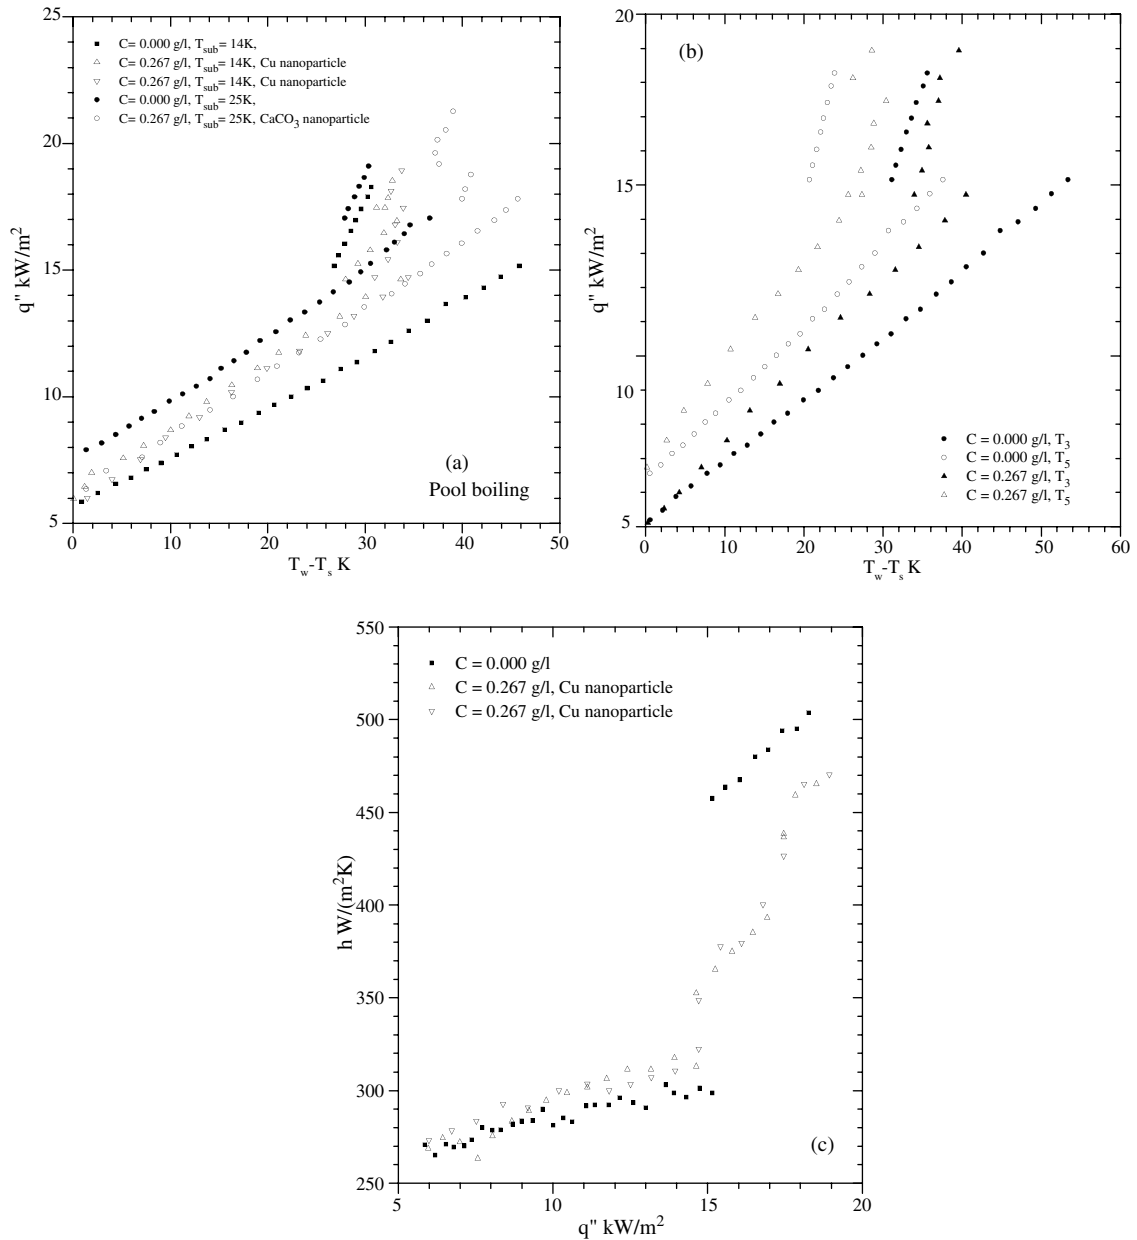 25
20
15
10
5
q" kW/m²
C= 0.000 g/l, T_sub= 14K,
C= 0.267 g/l, T_sub= 14K, Cu nanoparticle
C= 0.267 g/l, T_sub= 14K, Cu nanoparticle
C= 0.000 g/l, T_sub= 25K,
C= 0.267 g/l, T_sub= 25K, CaCO₃ nanoparticle
(a)
Pool boiling
0 10 20 30 40 50
T_w-T_s K
20
15
10
5
q" kW/m²
(b)
C = 0.000 g/l, T₃
C = 0.000 g/l, T₅
C = 0.267 g/l, T₃
C = 0.267 g/l, T₅
0 10 20 30 40 50 60
T_w-T_s K
550
500
450
400
350
300
250
h W/(m²K)
C = 0.000 g/l
C = 0.267 g/l, Cu nanoparticle
C = 0.267 g/l, Cu nanoparticle
(c)
5 10 15 20
q" kW/m²